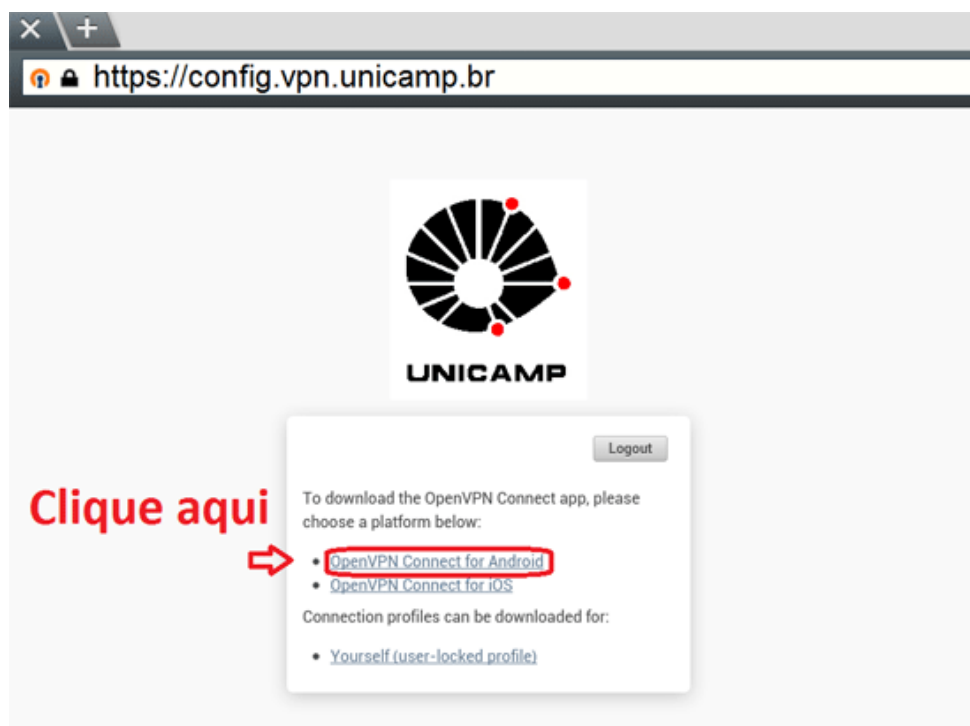 https://config.vpn.unicamp.br
UNICAMP
Logout
Clique aqui
To download the OpenVPN Connect app, please
choose a platform below:
• OpenVPN Connect for Android
• OpenVPN Connect for iOS
Connection profiles can be downloaded for:
• Yourself (user-locked profile)